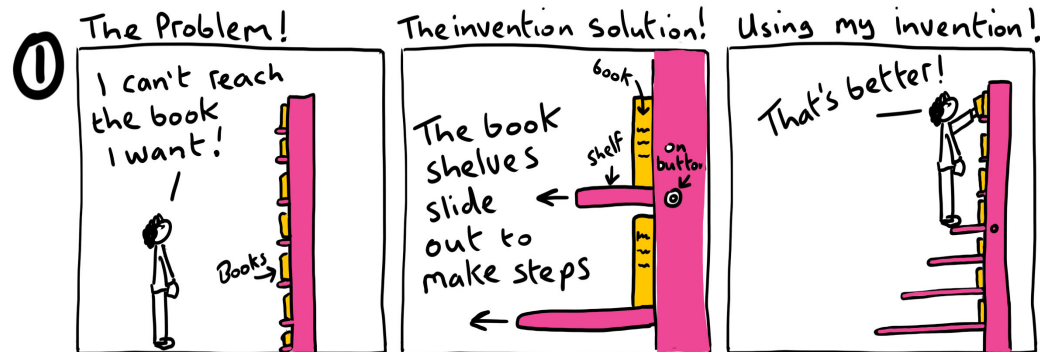 The Problem!
The invention Solution!
Using my invention!
1
I can't reach
the book
I want!
Books
book
The book
shelves
slide
out to
make steps
shelf
on
button
That's better!